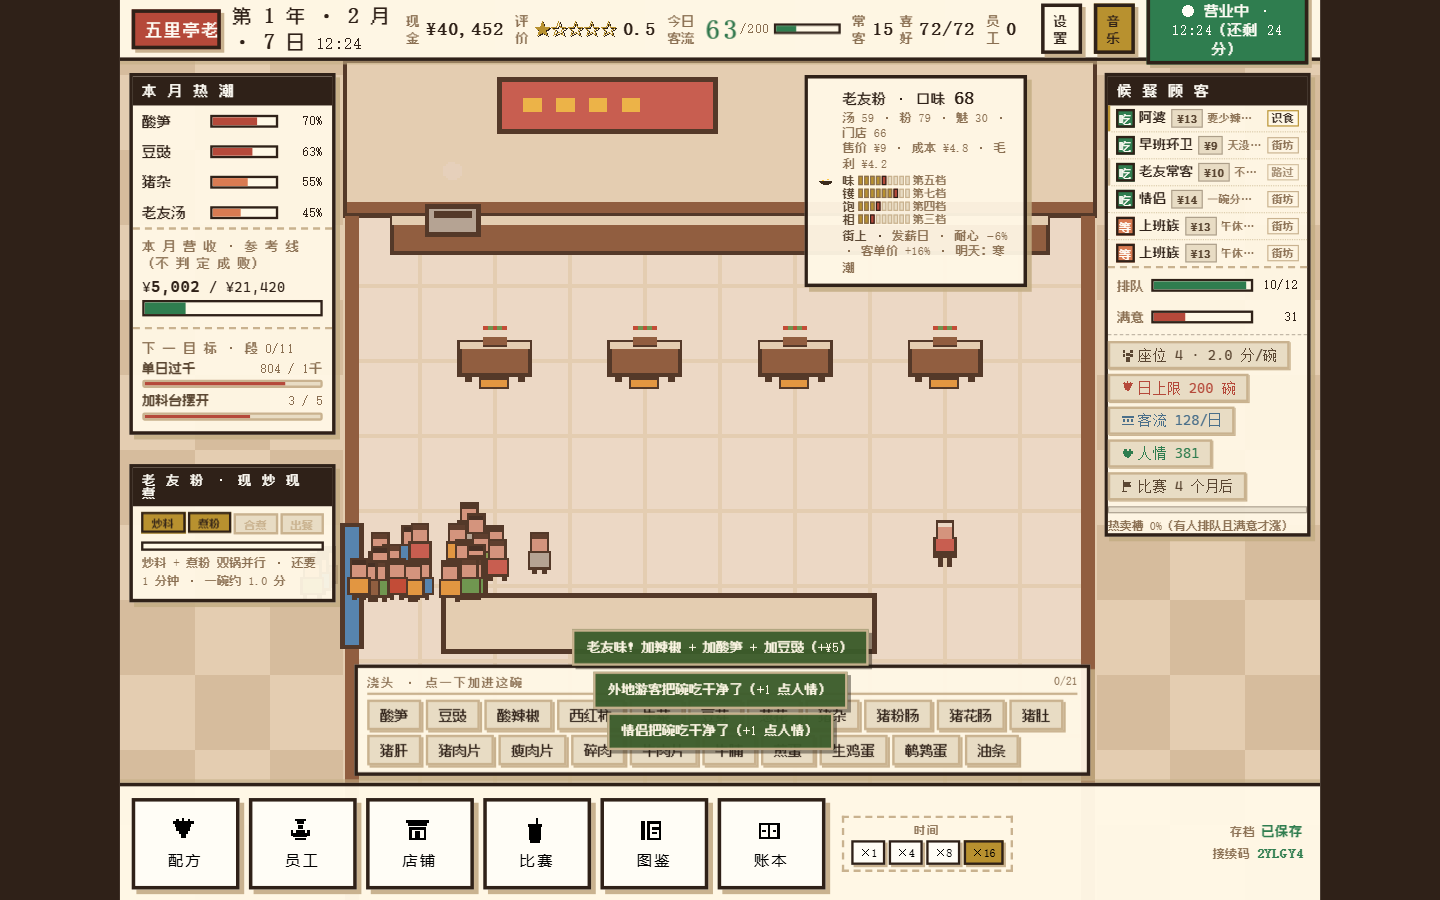 五里亭老
第 1 年 · 2 月 · 7 日 12:24
现金 ¥40,452
评价 0.5
今日客流 63/200
常客 15
喜好 72/72
员工 0
设置
音乐
营业中 · 12:24 (还剩 24 分)
本月热潮
酸笋 70%
豆豉 63%
猪杂 55%
老友汤 45%
本月营收 · 参考线
(不判定成败)
¥5,002 / ¥21,420
下一目标 · 段 0/11
单日过千 804 / 1千
加料台摆开 3 / 5
老友粉 · 现炒现煮
炒料
煮粉
合煮
出餐
炒料 + 煮粉 双锅并行 · 还要
1 分钟 · 一碗约 1.0 分
老友粉 · 口味 68
汤 59 · 粉 79 · 魅 30 ·
门店 66
售价 ¥9 · 成本 ¥4.8 · 毛
利 ¥4.2
味 第五档
镬 第七档
饱 第四档
相 第三档
街上 · 发薪日 · 耐心 -6%
· 客单价 +16% · 明天: 寒
潮
候餐顾客
吃 阿婆 ¥13 要少辣… 识食
吃 早班环卫 ¥9 天没… 街坊
吃 老友常客 ¥10 不… 路过
吃 情侣 ¥14 一碗分… 街坊
等 上班族 ¥13 午休… 街坊
等 上班族 ¥13 午休… 街坊
排队 10/12
满意 31
座位 4 · 2.0 分/碗
日上限 200 碗
客流 128/日
人情 381
比赛 4 个月后
热卖槽 0% (有人排队且满意才涨)
老友味! 加辣椒 + 加酸笋 + 加豆豉 (+¥5)
外地游客把碗吃干净了 (+1 点人情)
情侣把碗吃干净了 (+1 点人情)
浇头 · 点一下加进这碗 0/21
酸笋 豆豉 酸辣椒 西红柿 猪粉肠 猪花肠 猪肚
猪肝 猪肉片 瘦肉片 碎肉 牛肉片 煎蛋 生鸡蛋 鹌鹑蛋 油条
配方
员工
店铺
比赛
图鉴
账本
时间
×1 ×4 ×8 ×16
存档 已保存
接续码 2YLGY4